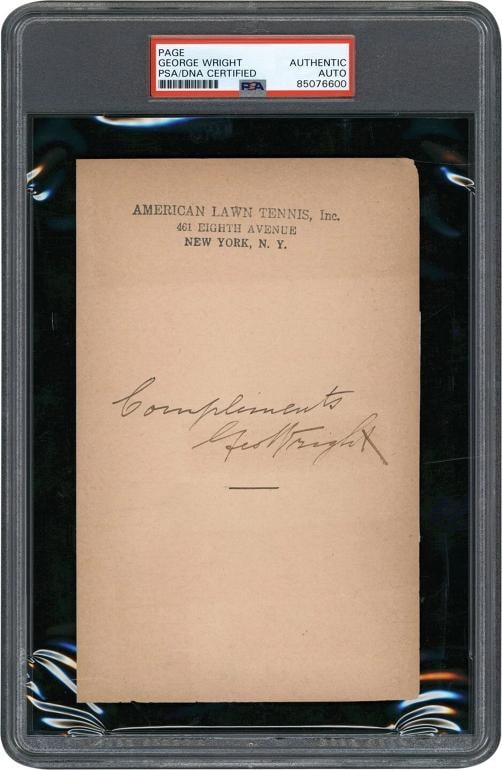 PAGE
GEORGE WRIGHT AUTHENTIC
PSA/DNA CERTIFIED AUTO
PSA 85076600
AMERICAN LAWN TENNIS, Inc.
461 EIGHTH AVENUE
NEW YORK, N. Y.
Compliments
Geo Wright